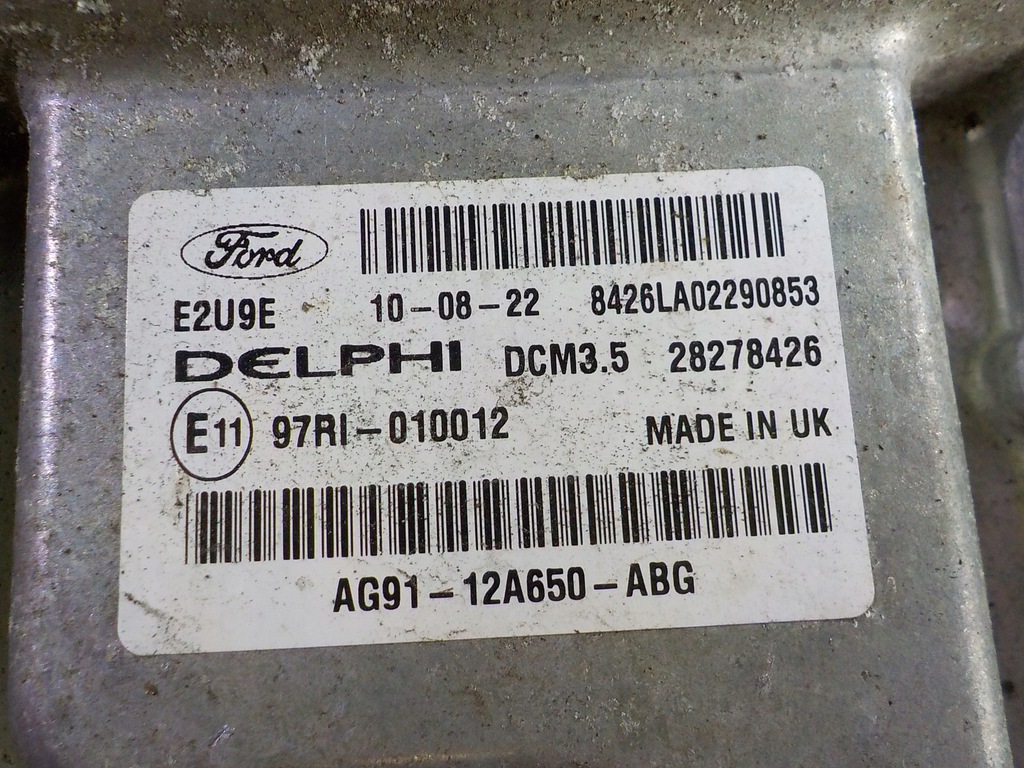 Ford
E2U9E 10-08-22 8426LA02290853
DELPHI DCM3.5 28278426
E11 97RI-010012 MADE IN UK
AG91-12A650-ABG